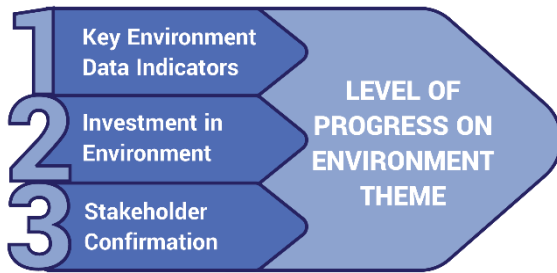 1
Key Environment
Data Indicators
2
Investment in
Environment
3
Stakeholder
Confirmation
LEVEL OF
PROGRESS ON
ENVIRONMENT
THEME